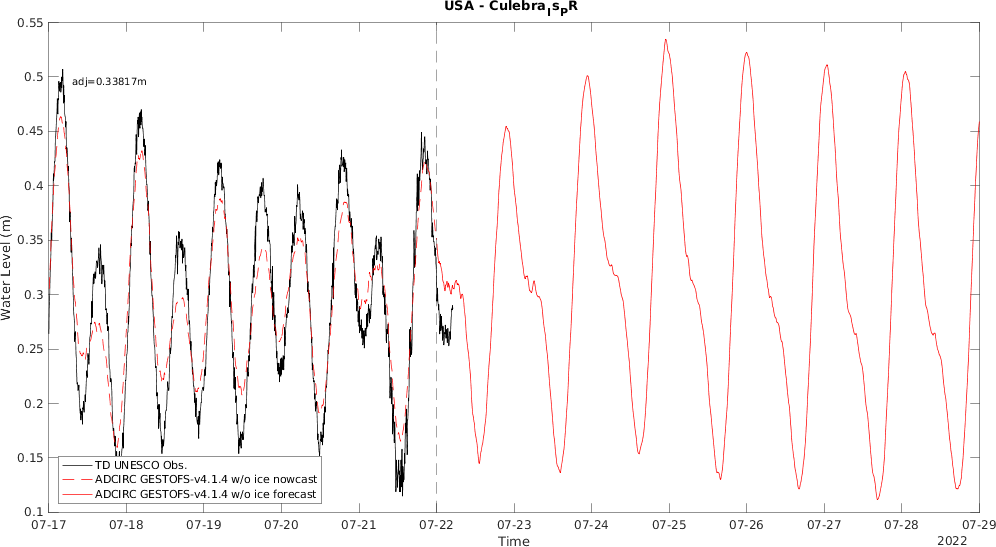 USA - CulebraIsPR
0.55
0.5
0.45
0.4
0.35
0.3
0.25
0.2
0.15
0.1
Water Level (m)
adj=0.33817m
TD UNESCO Obs.
ADCIRC GESTOFS-v4.1.4 w/o ice nowcast
ADCIRC GESTOFS-v4.1.4 w/o ice forecast
07-17 07-18 07-19 07-20 07-21 07-22 07-23 07-24 07-25 07-26 07-27 07-28 07-29
Time
2022